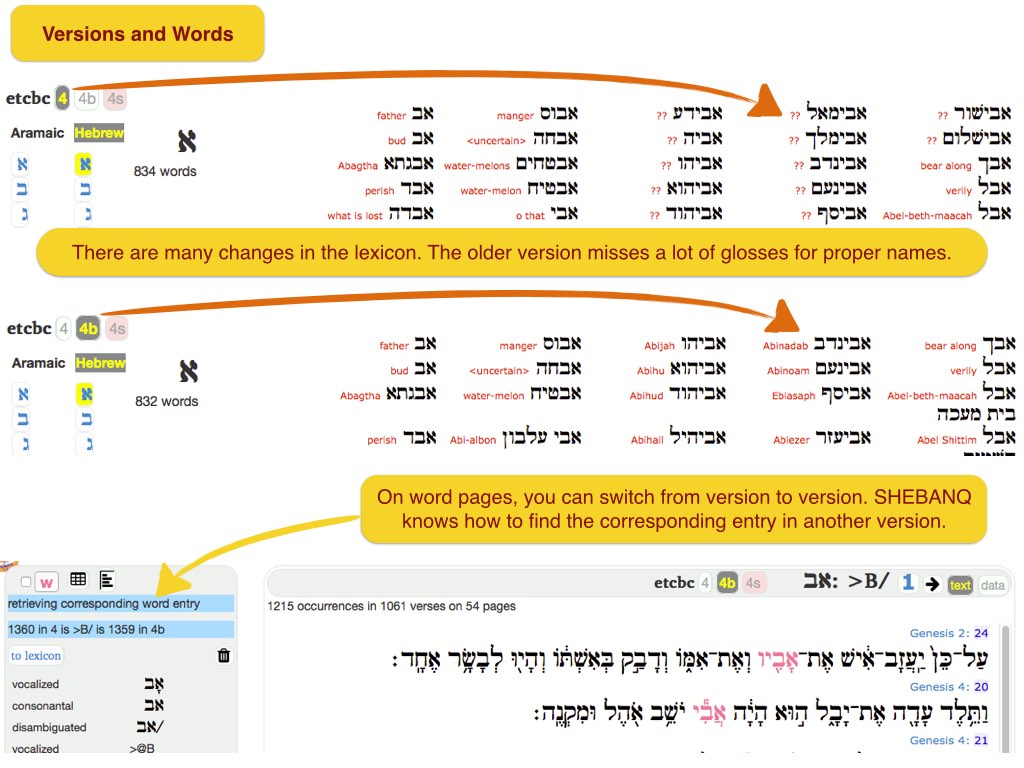 Versions and Words
etcbc 4 4b 4s
Aramaic Hebrew
א א
ב ב
ג ג
א
834 words
father אב manger אבוס ?? אבידע ?? אבימאל ?? אבישור
bud אב <uncertain> אבחה ?? אביה ?? אבימלך ?? אבישלום
Abagtha אבגתא water-melons אבטחים ?? אביהו ?? אבינדב bear along אבך
perish אבד water-melon אבטיח ?? אביהוא ?? אבינעם verily אבל
what is lost אבדה o that אבי ?? אביהוד ?? אביסף Abel-beth-maacah אבל
There are many changes in the lexicon. The older version misses a lot of glosses for proper names.
etcbc 4 4b 4s
Aramaic Hebrew
א א
ב ב
ג ג
א
832 words
father אב manger אבוס Abijah אביהו Abinadab אבינדב bear along אבך
bud אב <uncertain> אבחה Abihu אביהוא Abinoam אבינעם verily אבל
Abagtha אבגתא water-melon אבטיח Abihud אביהוד Ebiasaph אביסף Abel-beth-maacah אבל
בית מעכה
perish אבד Abi-albon אבי עלבון Abihail אביהיל Abiezer אביעזר Abel Shittim אבל
On word pages, you can switch from version to version. SHEBANQ
knows how to find the corresponding entry in another version.
w
retrieving corresponding word entry
1360 in 4 is >B/ is 1359 in 4b
to lexicon
vocalized אָב
consonantal אב
disambiguated אב/
vocalized >@B
etcbc 4 4b 4s אב: >B/ 1 → text data
1215 occurrences in 1061 verses on 54 pages
Genesis 2: 24
עַל־כֵּן֙ יַֽעֲזָב־אִ֔ישׁ אֶת־אָבִ֖יו וְאֶת־אִמֹּ֑ו וְדָבַ֣ק בְּאִשְׁתֹּ֔ו וְהָי֖וּ לְבָשָׂ֥ר אֶחָֽד׃
Genesis 4: 20
וַתֵּ֥לֶד עָדָ֖ה אֶת־יָבָ֑ל ה֣וּא הָיָ֔ה אֲבִ֕י יֹשֵׁ֥ב אֹ֖הֶל וּמִקְנֶֽה׃
Genesis 4: 21